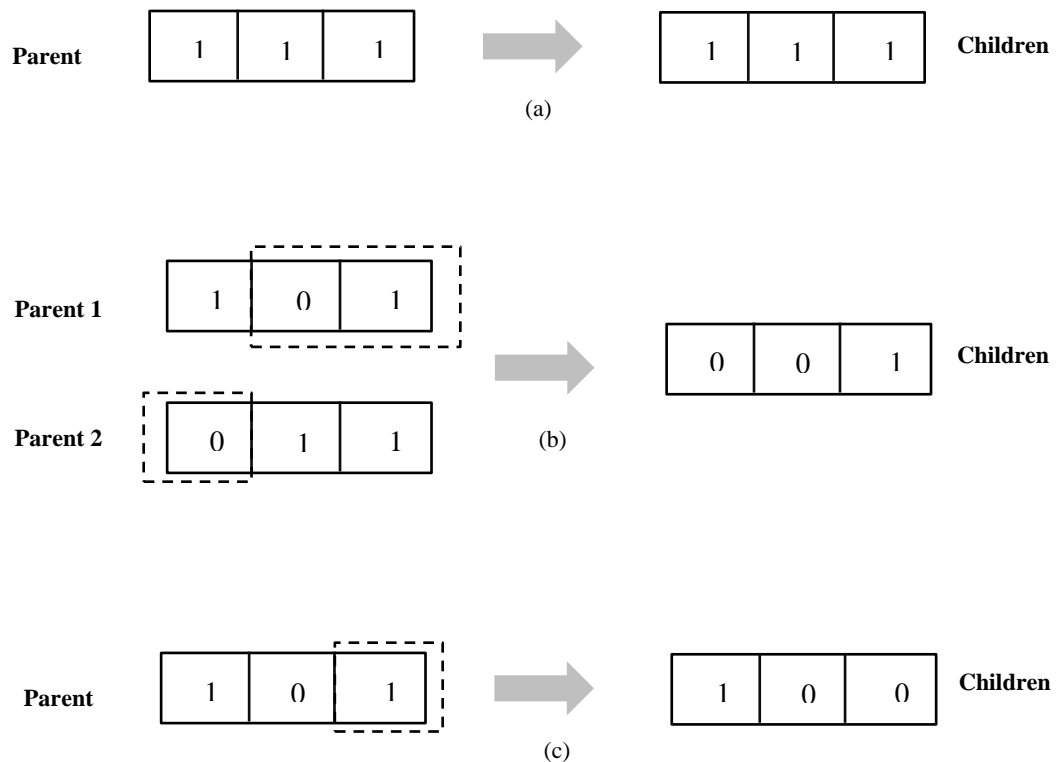 Parent 1 1 1 1 1 1 Children
(a)
Parent 1 1 0 1
0 0 1 Children
Parent 2 0 1 1
(b)
Parent 1 0 1 1 0 0 Children
(c)